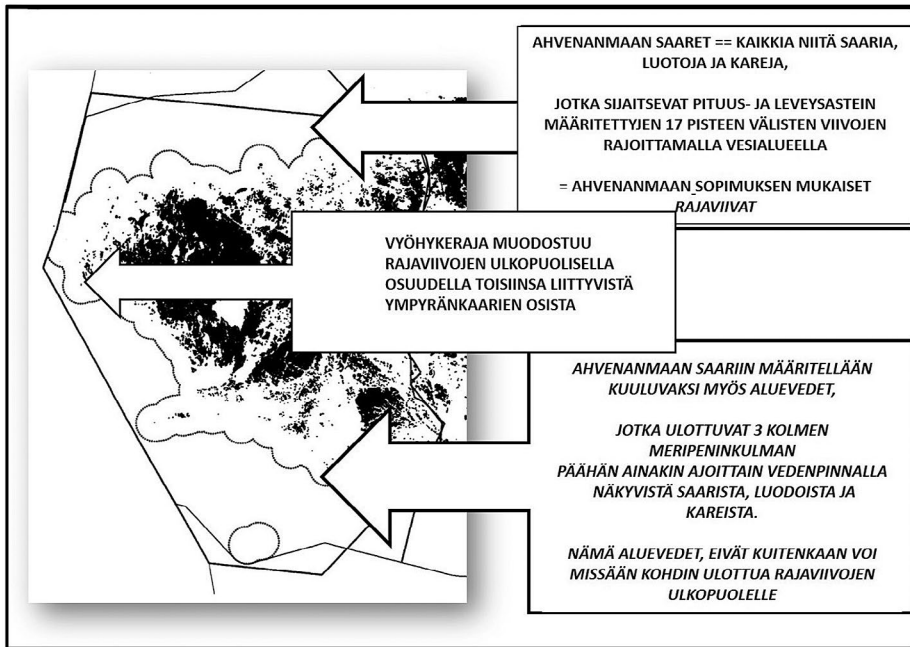 AHVENANMAAN SAARET == KAIKKIA NIITÄ SAARIA,
LUOTOJA JA KAREJA,
JOTKA SIJAITSEVAT PITUUS- JA LEVEYSASTEIN
MÄÄRITETTYJEN 17 PISTEEN VÄLISTEN VIIVOJEN
RAJOITTAMALLA VESIALUEELLA
= AHVENANMAAN SOPIMUKSEN MUKAISET
RAJAVIIVAT
VYÖHYKERAJA MUODOSTUU
RAJAVIIVOJEN ULKOPUOLISELLA
OSUUDELLA TOISIINSA LIITTYVISTÄ
YMPYRÄNKAARIEN OSISTA
AHVENANMAAN SAARIIN MÄÄRITELLÄÄN
KUULUVAKSI MYÖS ALUEVEDET,
JOTKA ULOTTUVAT 3 KOLMEN
MERIPENINKULMAN
PÄÄHÄN AINAKIN AJOITTAIN VEDENPINNALLA
NÄKYVISTÄ SAARISTA, LUODOISTA JA
KAREISTA.
NÄMÄ ALUEVEDET, EIVÄT KUITENKAAN VOI
MISSÄÄN KOHDIN ULOTTUA RAJAVIIVOJEN
ULKOPUOLELLE